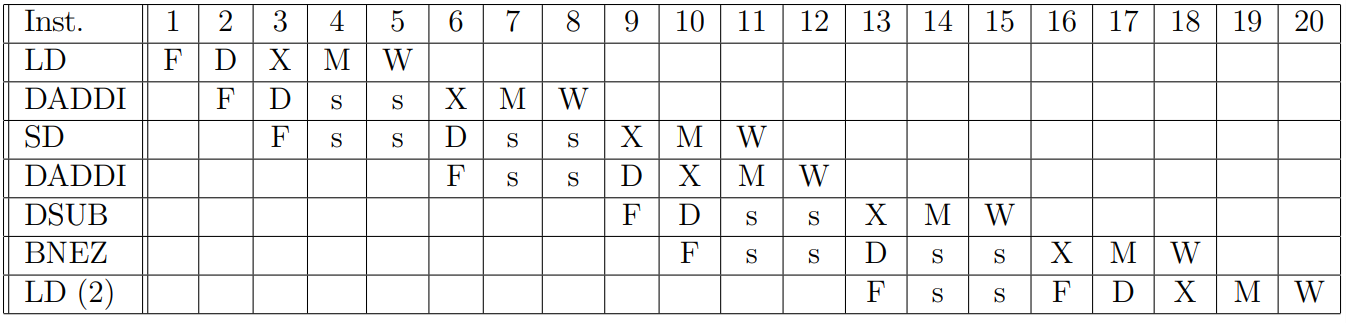 Inst. 1 2 3 4 5 6 7 8 9 10 11 12 13 14 15 16 17 18 19 20
LD F D X M W
DADDI F D s s X M W
SD F s s D s s X M W
DADDI F s s D X M W
DSUB F D s s X M W
BNEZ F s s D s s X M W
LD (2) F s s F D X M W